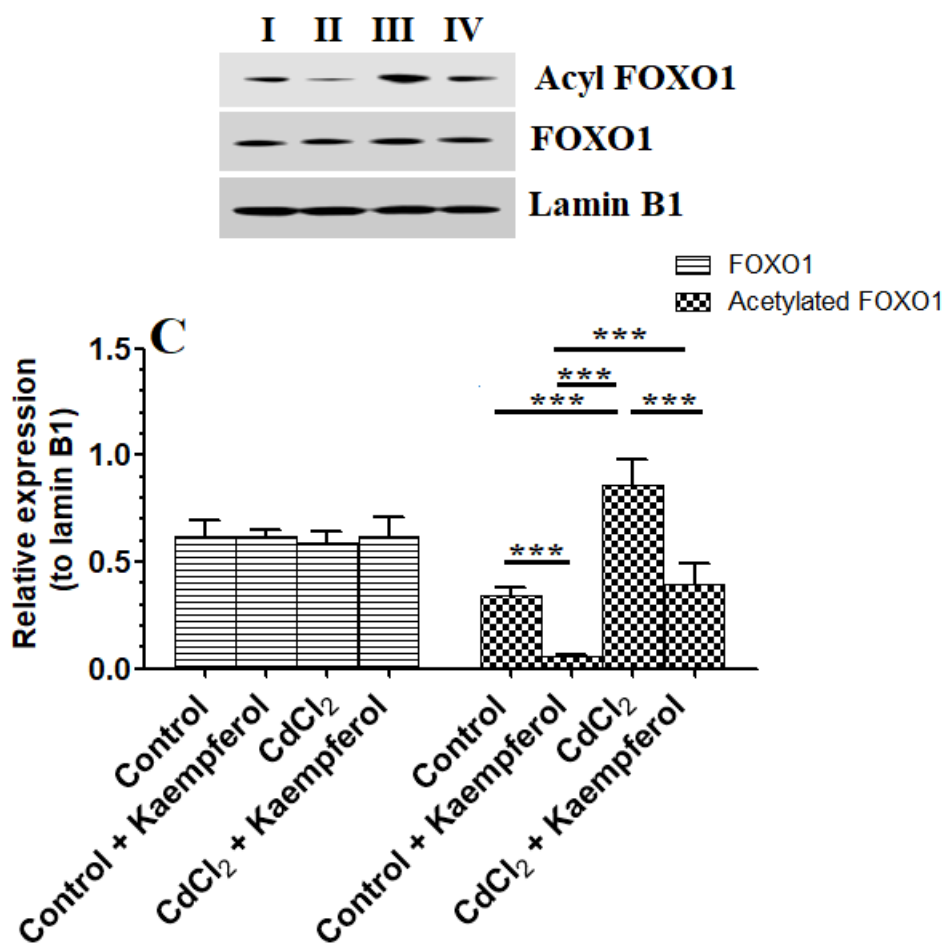 I II III IV
Acyl FOXO1
FOXO1
Lamin B1
FOXO1
Acetylated FOXO1
C
Relative expression
(to lamin B1)
1.5
1.0
0.5
0.0
***
***
***
***
***
Control
Control + Kaempferol
CdCl₂
CdCl₂ + Kaempferol
Control
Control + Kaempferol
CdCl₂
CdCl₂ + Kaempferol